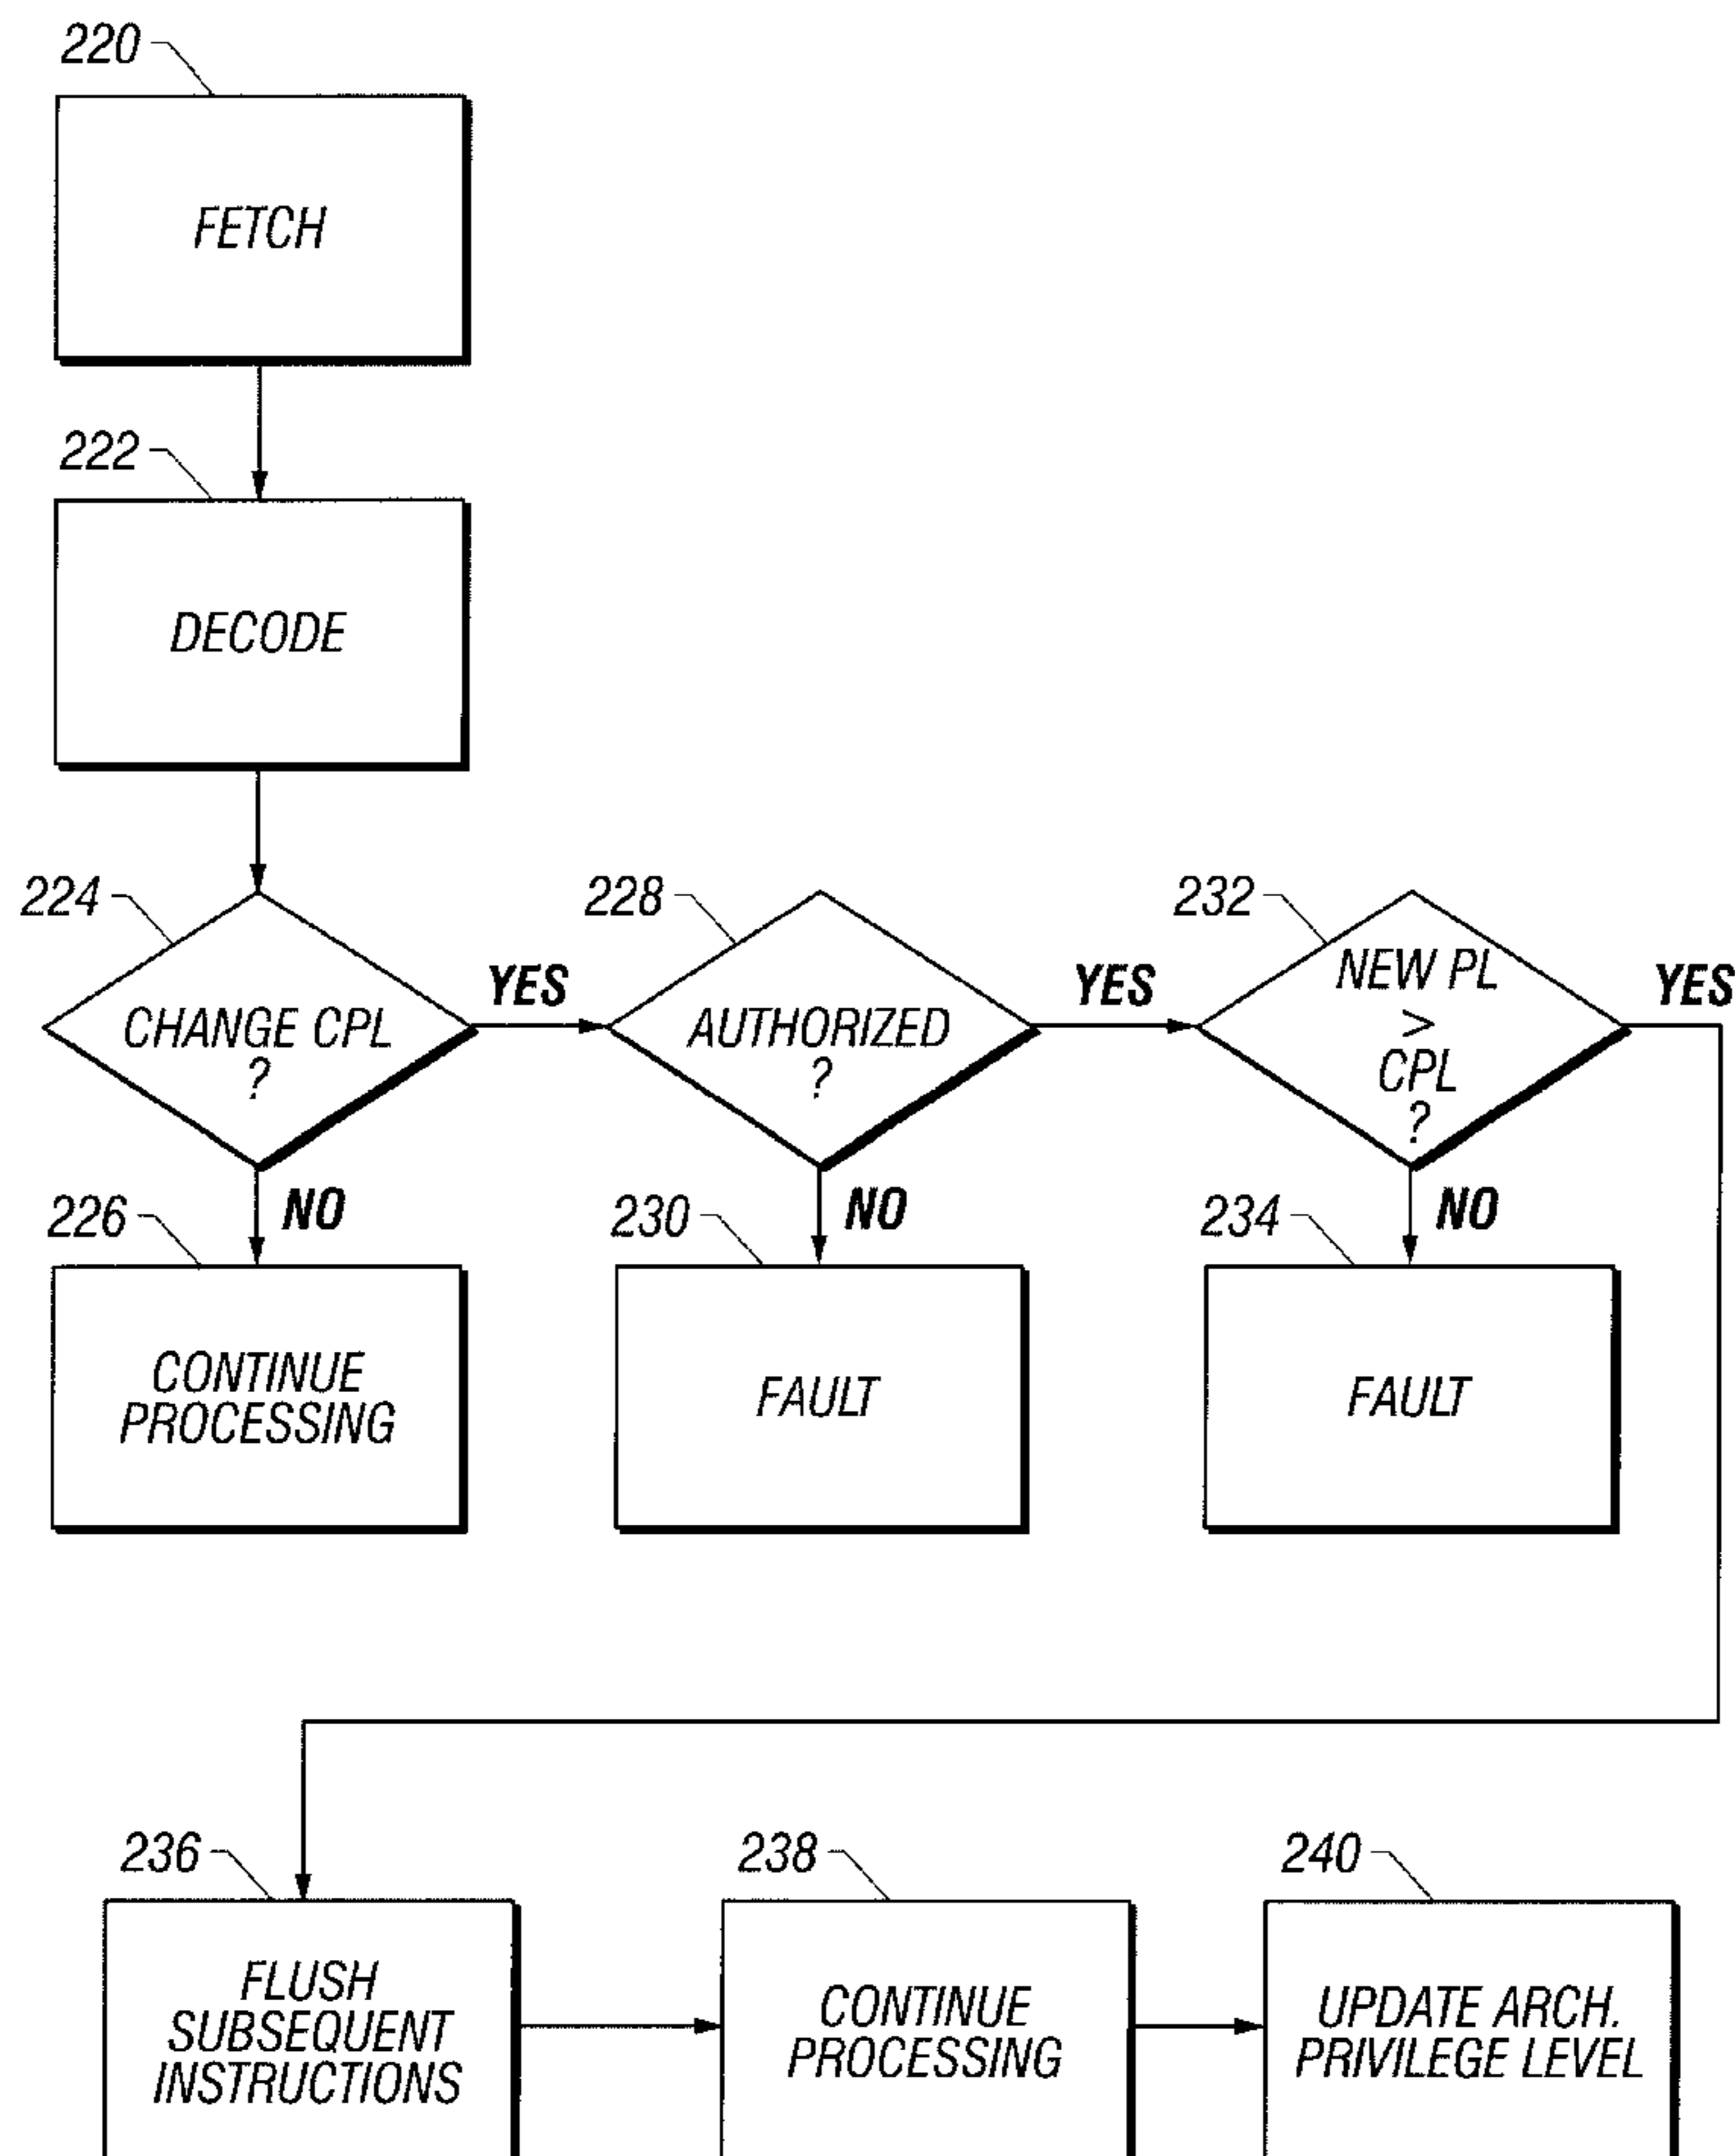 220
FETCH
222
DECODE
224
CHANGE CPL
?
YES
228
AUTHORIZED
?
YES
232
NEW PL
>
CPL
?
YES
NO
NO
NO
226
CONTINUE
PROCESSING
230
FAULT
234
FAULT
236
FLUSH
SUBSEQUENT
INSTRUCTIONS
238
CONTINUE
PROCESSING
240
UPDATE ARCH.
PRIVILEGE LEVEL